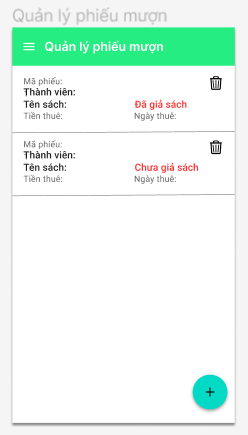 Quản lý phiếu mượn
Quản lý phiếu mượn
Mã phiếu:
Thành viên:
Tên sách: Đã giả sách
Tiền thuê: Ngày thuê:
Mã phiếu:
Thành viên:
Tên sách: Chưa giả sách
Tiền thuê: Ngày thuê: